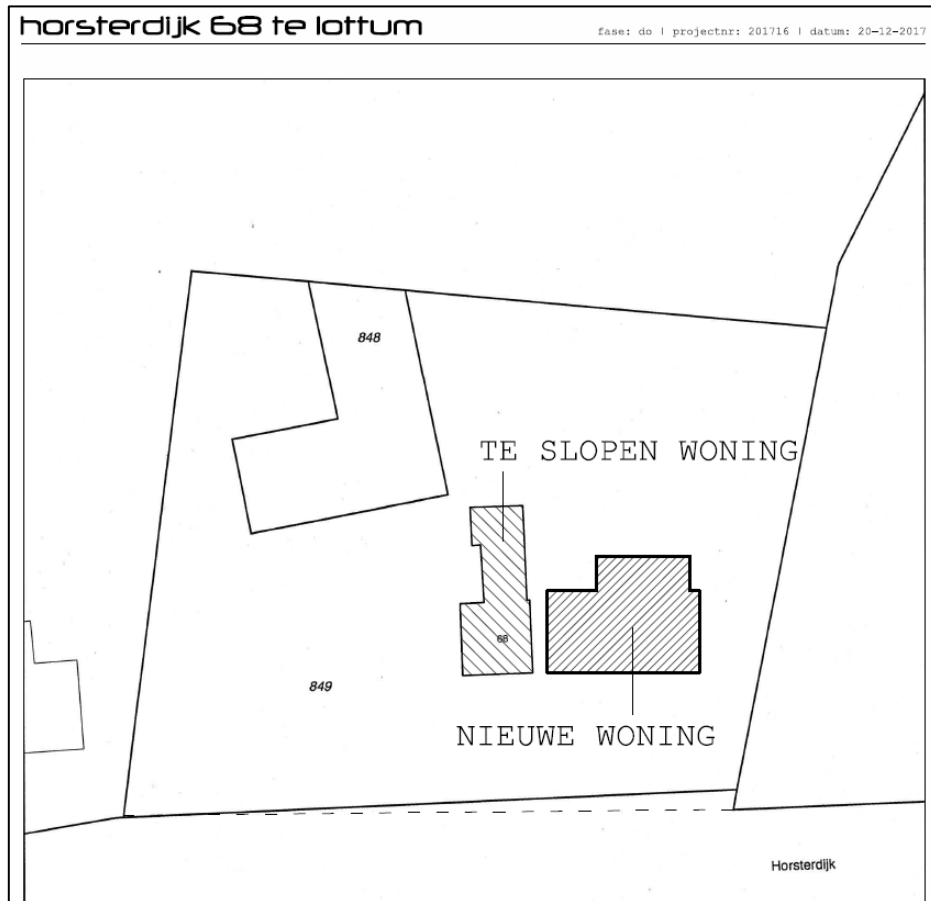 horsterdijk 68 te lottum
fase: do | projectnr: 201716 | datum: 20-12-2017
848
TE SLOPEN WONING
68
849
NIEUWE WONING
Horsterdijk